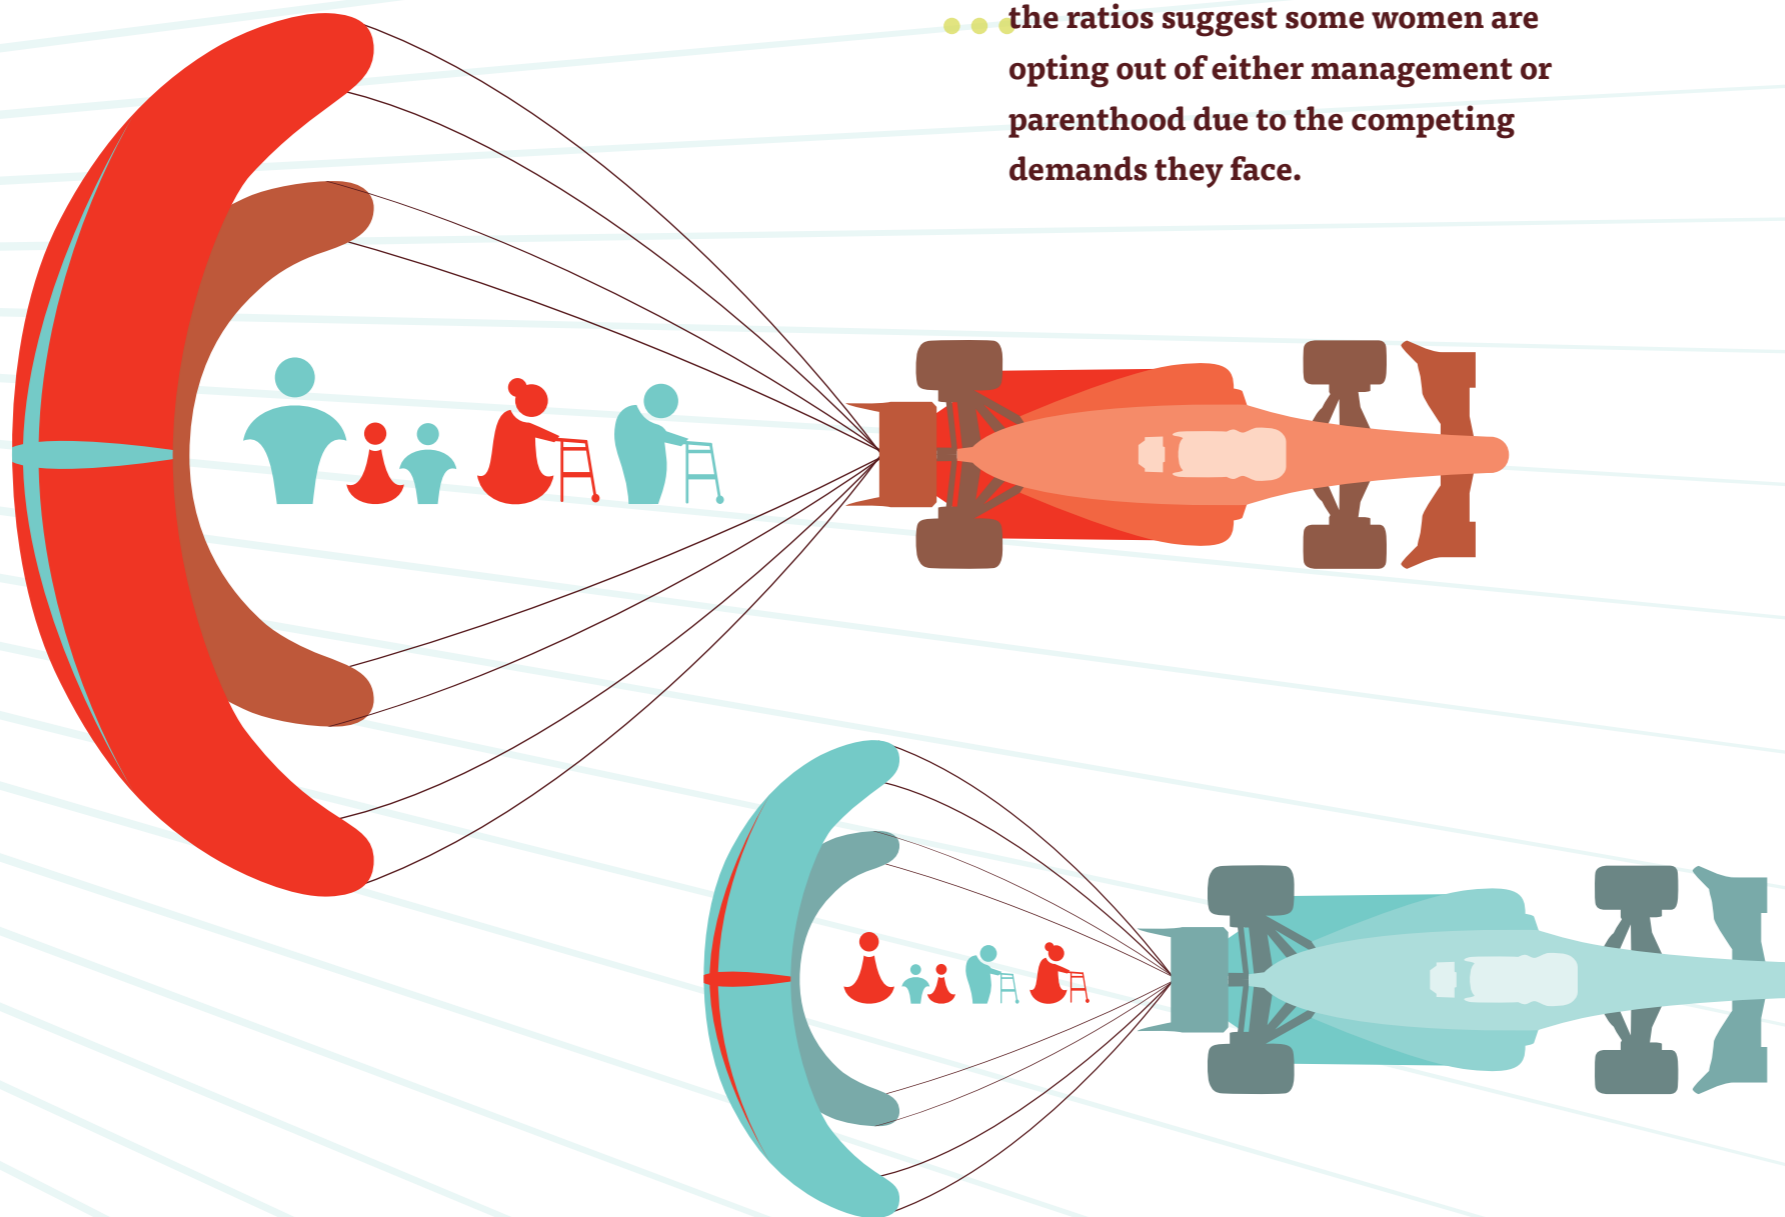 the ratios suggest some women are
opting out of either management or
parenthood due to the competing
demands they face.